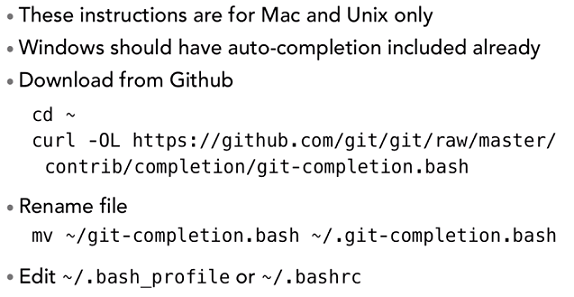 • These instructions are for Mac and Unix only
• Windows should have auto-completion included already
• Download from Github
cd ~
curl -OL https://github.com/git/git/raw/master/
contrib/completion/git-completion.bash
• Rename file
mv ~/git-completion.bash ~/.git-completion.bash
• Edit ~/.bash_profile or ~/.bashrc